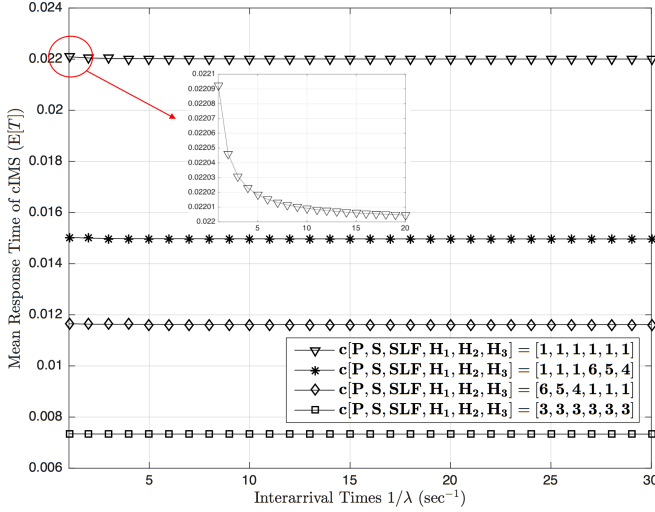 0.024
0.022
0.02
0.018
0.016
0.014
0.012
0.01
0.008
0.006
Mean Response Time of cIMS (E[T])
0.0221
0.02209
0.02208
0.02207
0.02206
0.02205
0.02204
0.02203
0.02202
0.02201
0.022
5 10 15 20
c[P, S, SLF, H₁, H₂, H₃] = [1, 1, 1, 1, 1, 1]
c[P, S, SLF, H₁, H₂, H₃] = [1, 1, 1, 6, 5, 4]
c[P, S, SLF, H₁, H₂, H₃] = [6, 5, 4, 1, 1, 1]
c[P, S, SLF, H₁, H₂, H₃] = [3, 3, 3, 3, 3, 3]
5 10 15 20 25 30
Interarrival Times 1/λ (sec⁻¹)